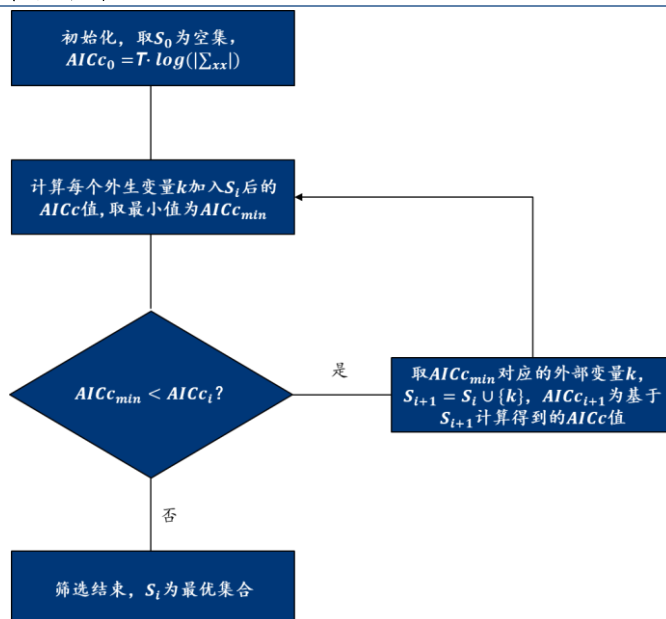 初始化，取S₀为空集，
AICc₀ =T· log(|∑ₓₓ|)
计算每个外生变量k加入Sᵢ后的
AICc值,取最小值为AICcₘᵢₙ
AICcₘᵢₙ < AICcᵢ?
是
取AICcₘᵢₙ对应的外部变量k,
Sᵢ₊₁ = Sᵢ ∪ {k}, AICcᵢ₊₁为基于
Sᵢ₊₁计算得到的AICc值
否
筛选结束，Sᵢ为最优集合